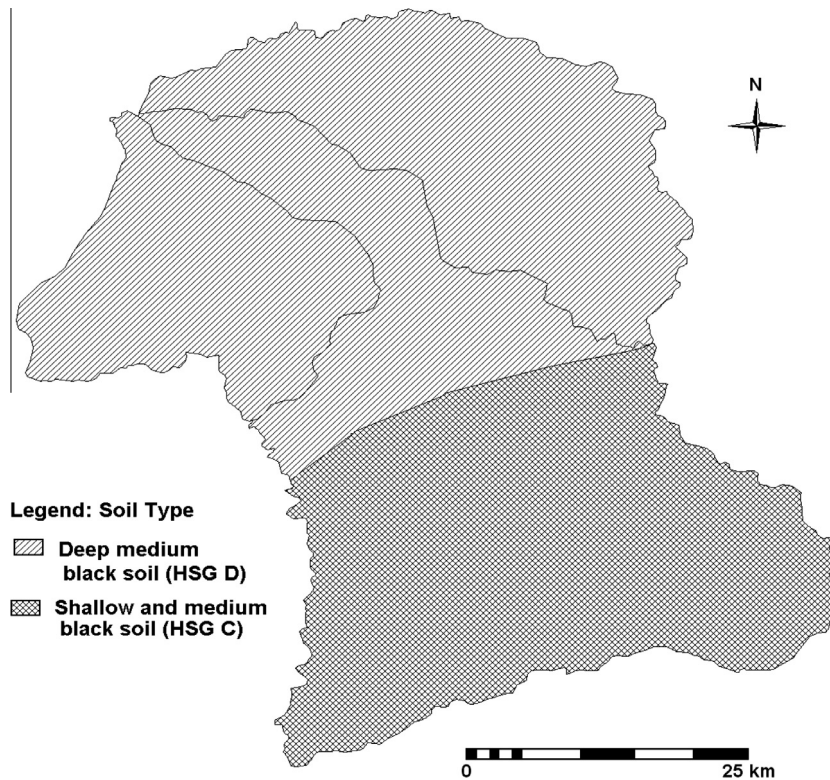 N
Legend: Soil Type
Deep medium
black soil (HSG D)
Shallow and medium
black soil (HSG C)
0 25 km